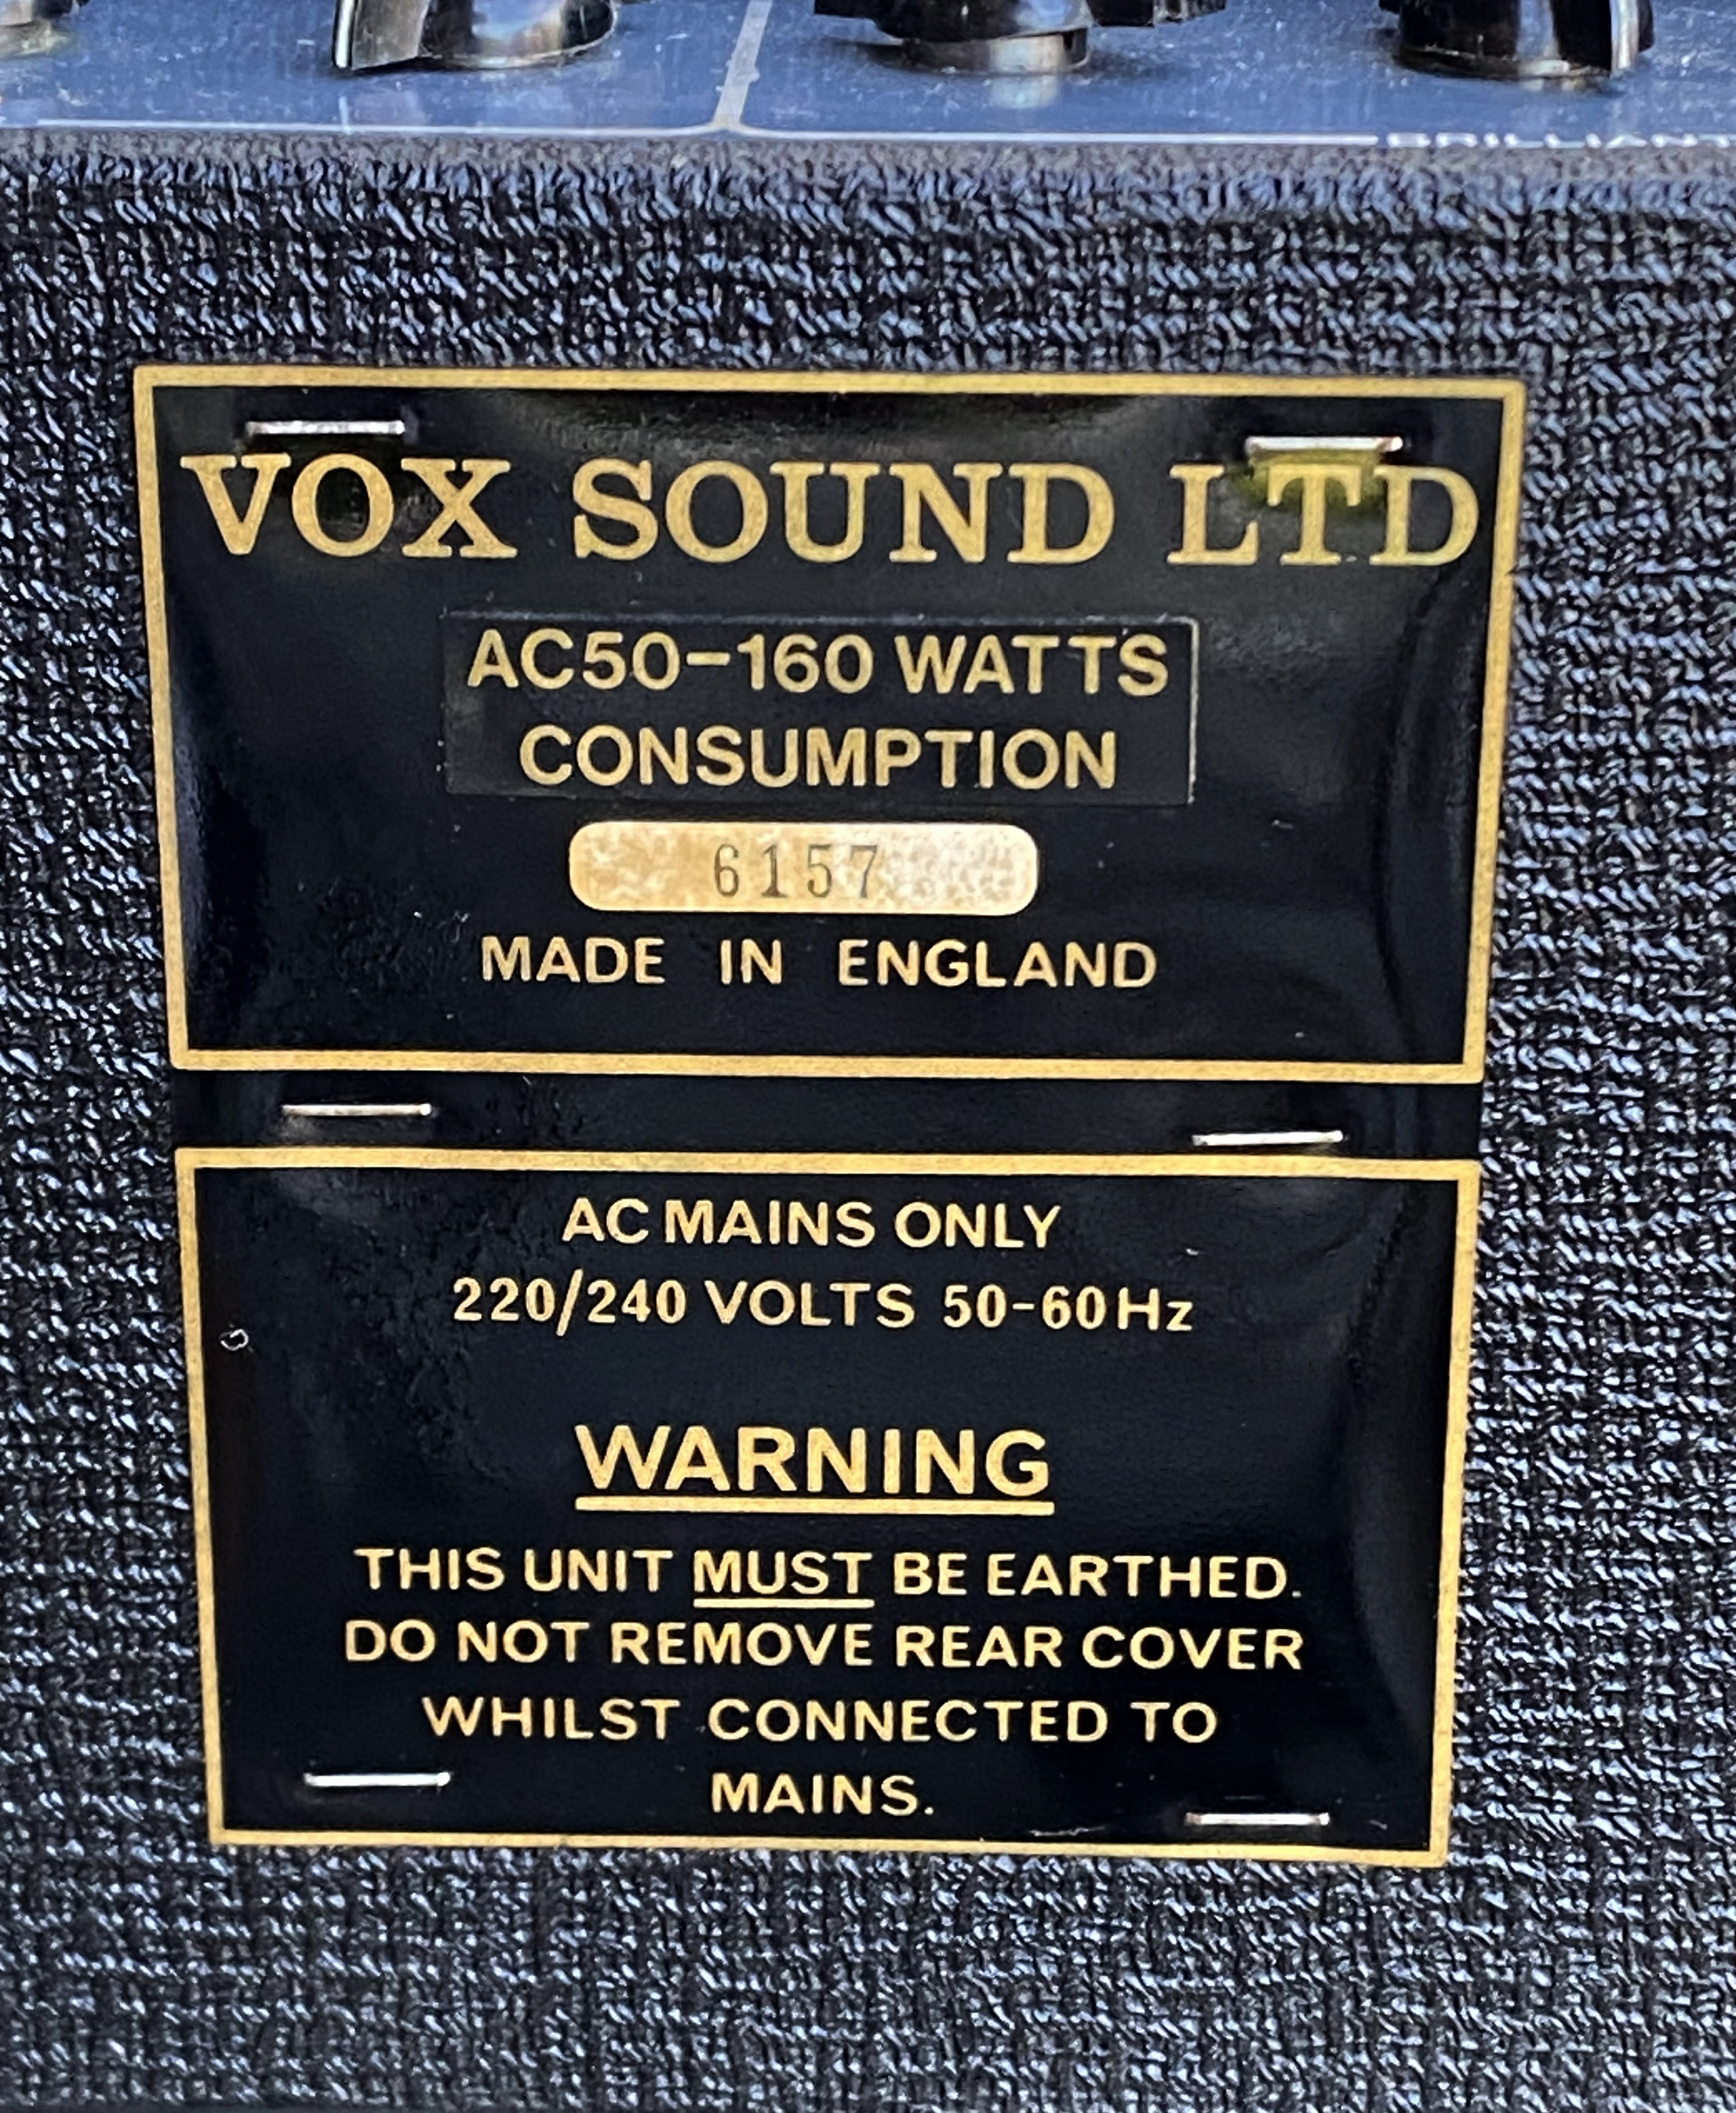 VOX SOUND LTD
AC50-160 WATTS
CONSUMPTION
6157
MADE IN ENGLAND
AC MAINS ONLY
220/240 VOLTS 50-60Hz
WARNING
THIS UNIT MUST BE EARTHED.
DO NOT REMOVE REAR COVER
WHILST CONNECTED TO
MAINS.